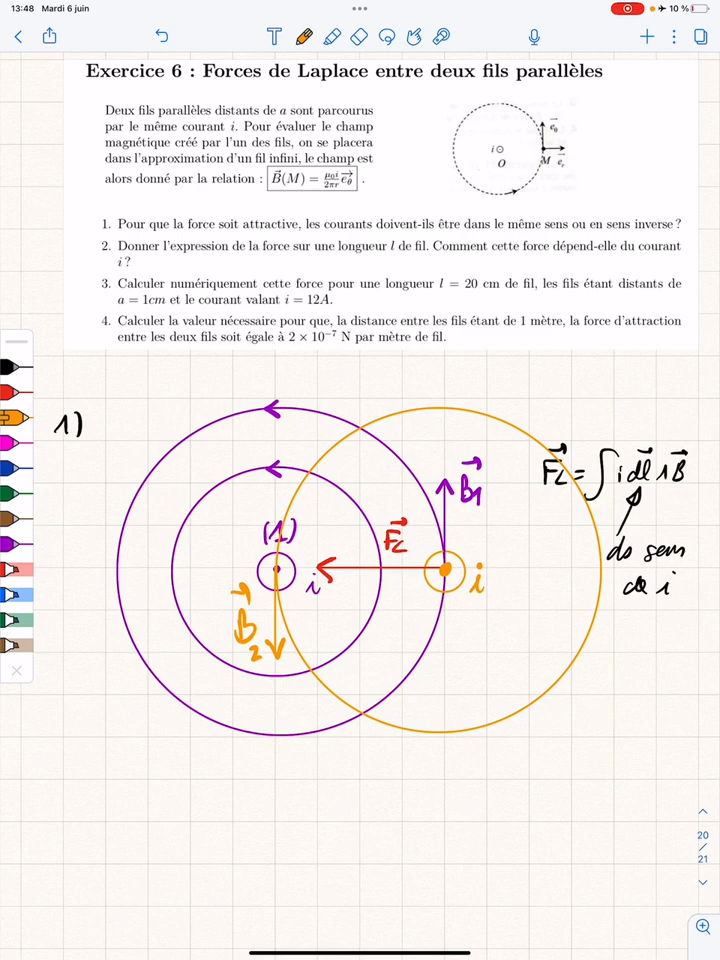 13:48 Mardi 6 juin
10 %
Exercice 6 : Forces de Laplace entre deux fils parallèles
Deux fils parallèles distants de a sont parcourus
par le même courant i. Pour évaluer le champ
magnétique créé par l'un des fils, on se placera
dans l'approximation d'un fil infini, le champ est
alors donné par la relation : B⃗(M) = μ₀i/2πr e⃗θ .
e⃗θ
i⊙
O
M
e⃗r
1. Pour que la force soit attractive, les courants doivent-ils être dans le même sens ou en sens inverse ?
2. Donner l'expression de la force sur une longueur l de fil. Comment cette force dépend-elle du courant
i ?
3. Calculer numériquement cette force pour une longueur l = 20 cm de fil, les fils étant distants de
a = 1cm et le courant valant i = 12A.
4. Calculer la valeur nécessaire pour que, la distance entre les fils étant de 1 mètre, la force d'attraction
entre les deux fils soit égale à 2 × 10⁻⁷ N par mètre de fil.
1)
F⃗L = ∫ i dl⃗ ∧ B⃗
B⃗1
(1)
F⃗L
ds sens
de i
i
i
B⃗2
20
/
21